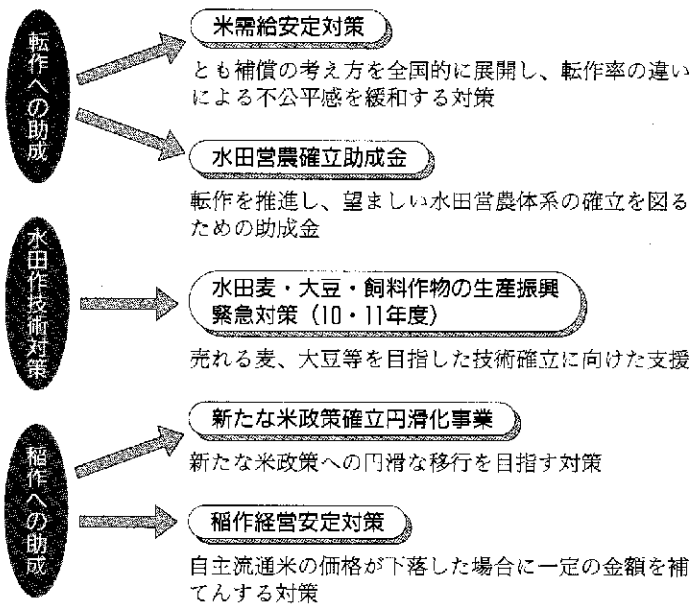 転作への助成
米需給安定対策
とも補償の考え方を全国的に展開し、転作率の違い
による不公平感を緩和する対策
水田営農確立助成金
転作を推進し、望ましい水田営農体系の確立を図る
ための助成金
水田作技術対策
水田麦・大豆・飼料作物の生産振興
緊急対策（10・11年度）
売れる麦、大豆等を目指した技術確立に向けた支援
稲作への助成
新たな米政策確立円滑化事業
新たな米政策への円滑な移行を目指す対策
稲作経営安定対策
自主流通米の価格が下落した場合に一定の金額を補
てんする対策